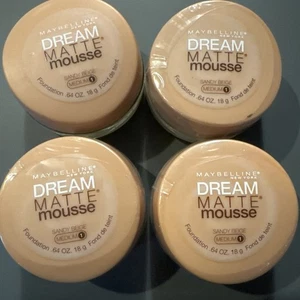 MAYBELLINE
NEW YORK
DREAM
MATTE®
mousse
SANDY BEIGE
MEDIUM 1
Foundation .64 OZ. 18 g Fond de teint
MAYBELLINE
NEW YORK
DREAM
MATTE®
mousse
SANDY BEIGE
MEDIUM 1
Foundation .64 OZ. 18 g Fond de teint
MAYBELLINE
NEW YORK
DREAM
MATTE®
mousse
SANDY BEIGE
MEDIUM 1
Foundation .64 OZ. 18 g Fond de teint
MAYBELLINE
NEW YORK
DREAM
MATTE®
mousse
SANDY BEIGE
MEDIUM 1
Foundation .64 OZ. 18 g Fond de teint